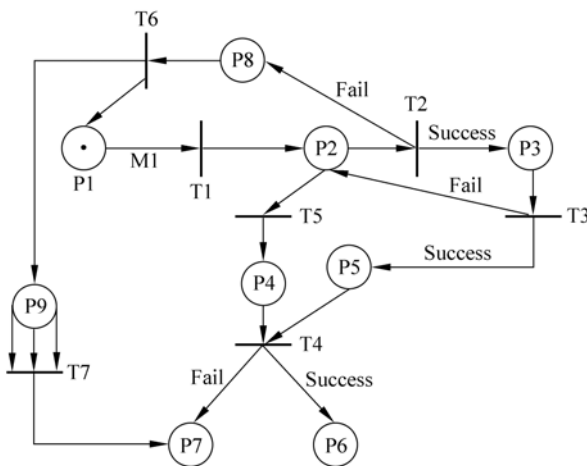 T6
P8
Fail
T2
Success
P3
P2
M1
P1
T1
Fail
T3
T5
P5
Success
P4
P9
T4
T7
Fail
Success
P7
P6